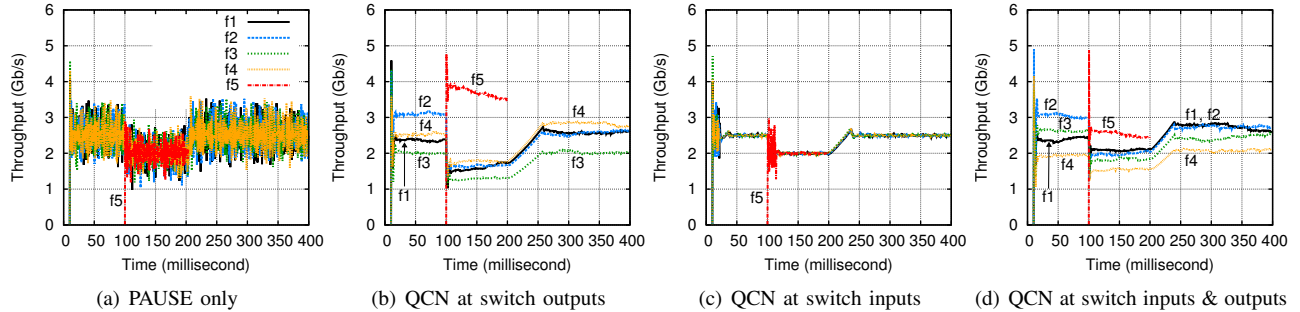 Throughput (Gb/s)
6
5
4
3
2
1
0
f1
f2
f3
f4
f5
f5
0 50 100 150 200 250 300 350 400
Time (millisecond)
(a) PAUSE only
Throughput (Gb/s)
6
5
4
3
2
1
0
f2
f4
f3
f1
f5
f4
f3
0 50 100 150 200 250 300 350 400
Time (millisecond)
(b) QCN at switch outputs
Throughput (Gb/s)
6
5
4
3
2
1
0
f5
0 50 100 150 200 250 300 350 400
Time (millisecond)
(c) QCN at switch inputs
Throughput (Gb/s)
6
5
4
3
2
1
0
f2
f3
f4
f1
f5
f1, f2
f4
0 50 100 150 200 250 300 350 400
Time (millisecond)
(d) QCN at switch inputs & outputs